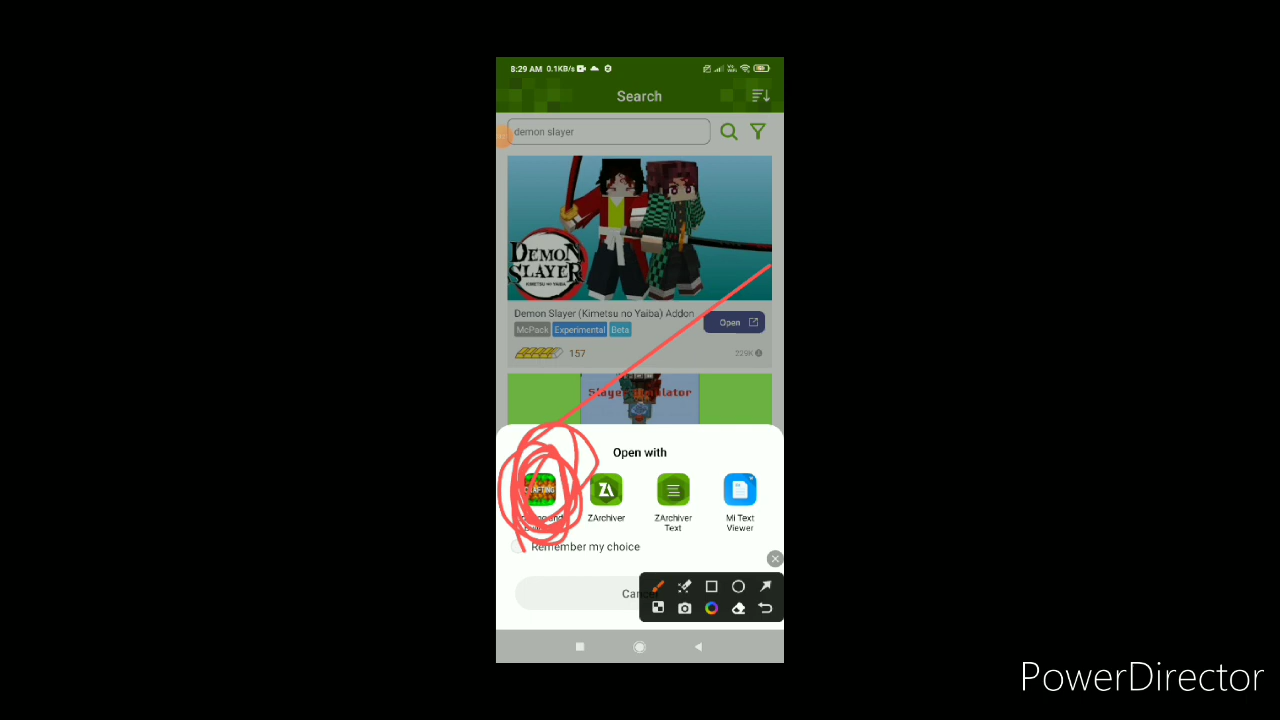 8:29 AM 0.1KB/s
Search
demon slayer
DEMON
SLAYER
KIMETSU NO YAIBA
Demon Slayer (Kimetsu no Yaiba) Addon
Open
McPack Experimental Beta
157
229K
Open with
CRAFTING
ZArchiver
ZArchiver
Text
Mi Text
Viewer
Remember my choice
PowerDirector